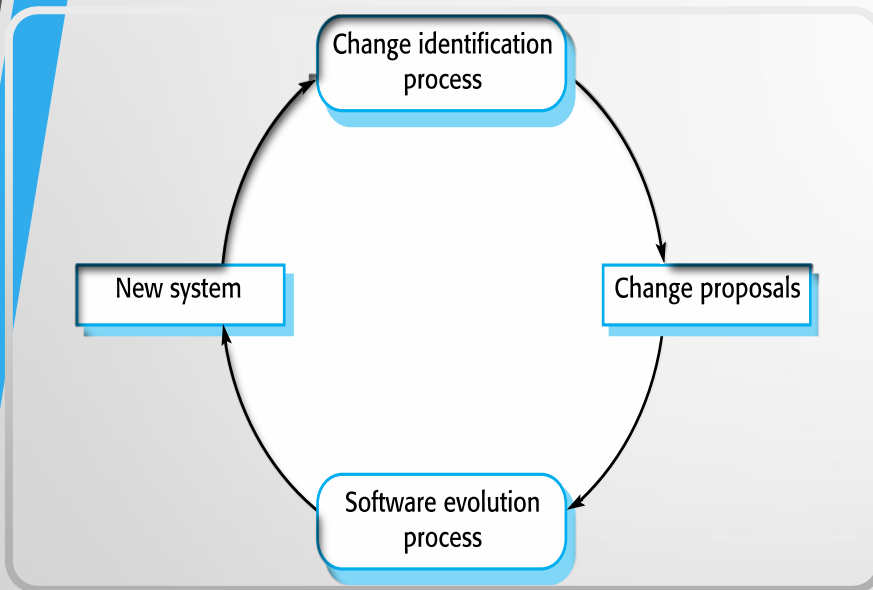 Change identification
process
New system
Change proposals
Software evolution
process